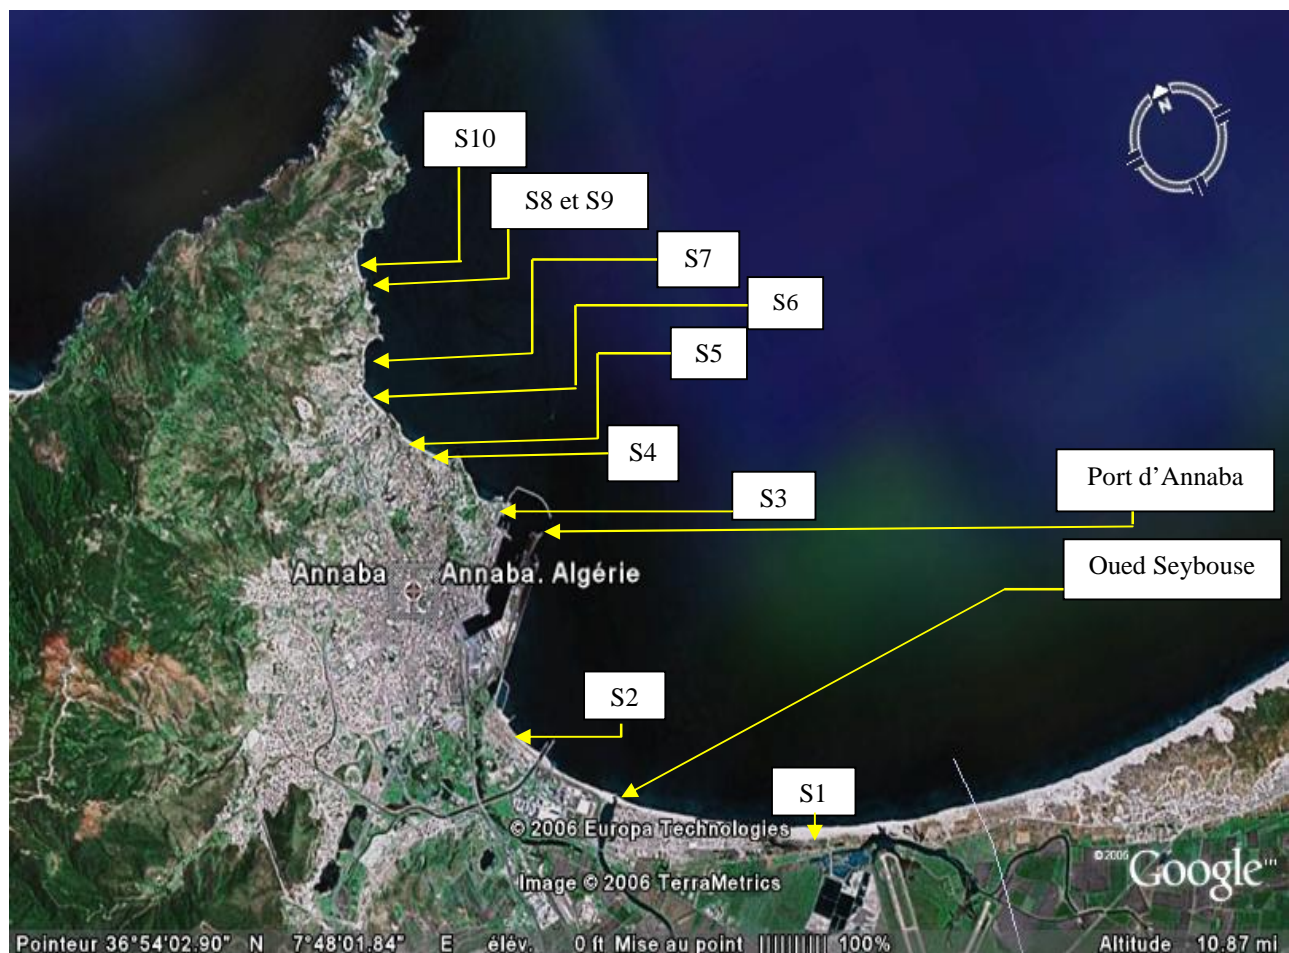 N
S10
S8 et S9
S7
S6
S5
S4
S3
Port d’Annaba
Oued Seybouse
Annaba
Annaba. Algérie
S2
S1
© 2006 Europa Technologies
Image © 2006 TerraMetrics
©2006 Google™
Pointeur 36°54'02.90" N 7°48'01.84" E élév. 0 ft Mise au point |||||||||| 100% Altitude 10.87 mi